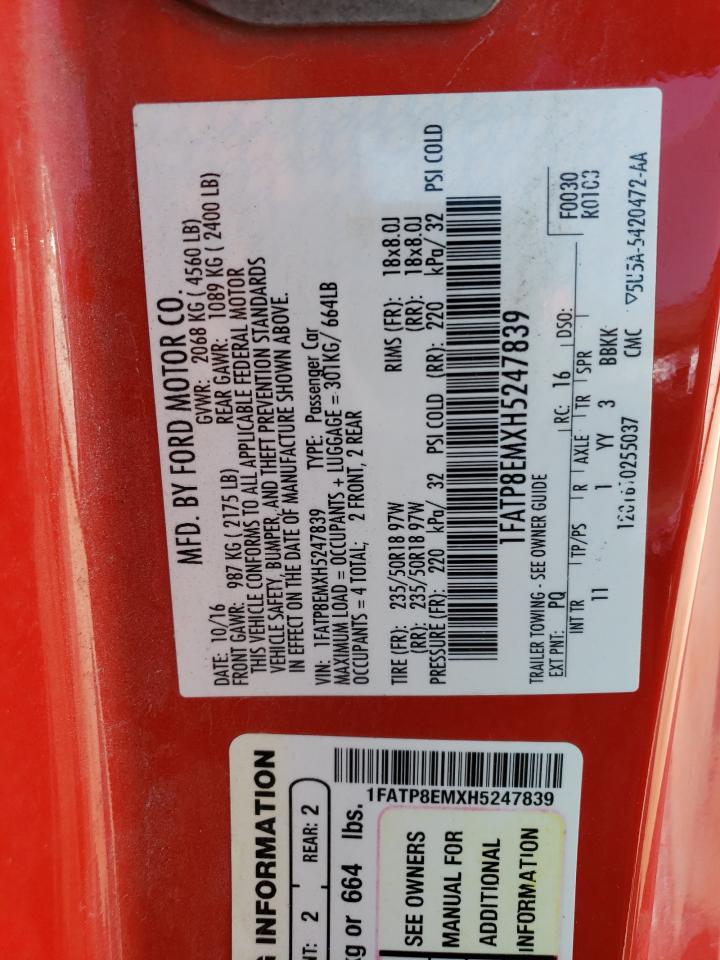 MFD. BY FORD MOTOR CO.
DATE: 10/16 GVWR: 2068 KG ( 4560 LB)
FRONT GAWR: 987 KG ( 2175 LB) REAR GAWR: 1089 KG ( 2400 LB)
THIS VEHICLE CONFORMS TO ALL APPLICABLE FEDERAL MOTOR
VEHICLE SAFETY, BUMPER, AND THEFT PREVENTION STANDARDS
IN EFFECT ON THE DATE OF MANUFACTURE SHOWN ABOVE.
VIN: 1FATP8EMXH5247839 TYPE: Passenger Car
MAXIMUM LOAD = OCCUPANTS + LUGGAGE = 301KG/ 664LB
OCCUPANTS = 4 TOTAL; 2 FRONT, 2 REAR
TIRE (FR): 235/50R18 97W RIMS (FR): 18x8.0J
(RR): 235/50R18 97W (RR): 18x8.0J
PRESSURE (FR): 220 kPa/ 32 PSI COLD (RR): 220 kPa/ 32 PSI COLD
1FATP8EMXH5247839
TRAILER TOWING - SEE OWNER GUIDE F0030
EXT PNT: PQ RC: 16 DSO: R01C3
INT TR TP/PS R AXLE TR SPR
11 1 YY 3 BBKK
CMC
G INFORMATION
NT: 2 REAR: 2
kg or 664 lbs.
1FATP8EMXH5247839
SEE OWNERS
MANUAL FOR
ADDITIONAL
INFORMATION